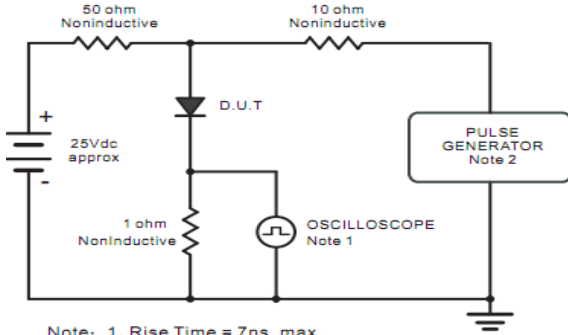 50 ohm
Noninductive
10 ohm
Noninductive
D.U.T
+
25Vdc
approx
-
PULSE
GENERATOR
Note 2
1 ohm
NonInductive
OSCILLOSCOPE
Note 1
Note: 1. Rise Time = 7ns, max